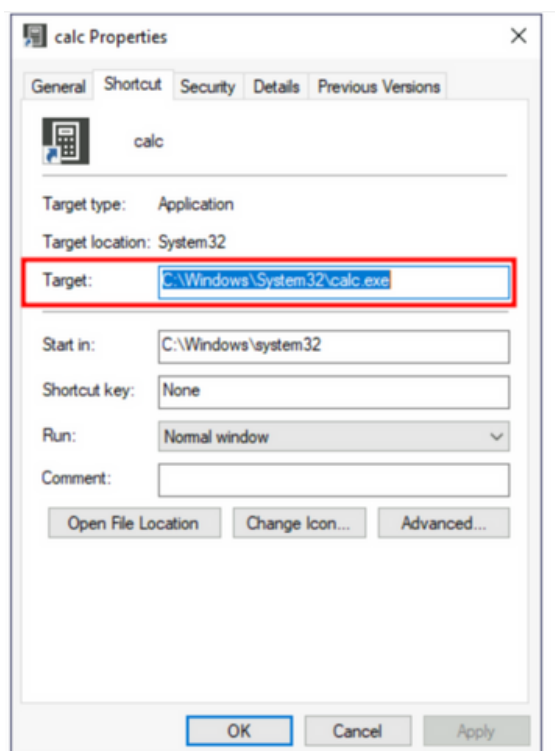 calc Properties
General Shortcut Security Details Previous Versions
calc
Target type: Application
Target location: System32
Target: C:\Windows\System32\calc.exe
Start in: C:\Windows\system32
Shortcut key: None
Run: Normal window
Comment:
Open File Location Change Icon... Advanced...
OK Cancel Apply